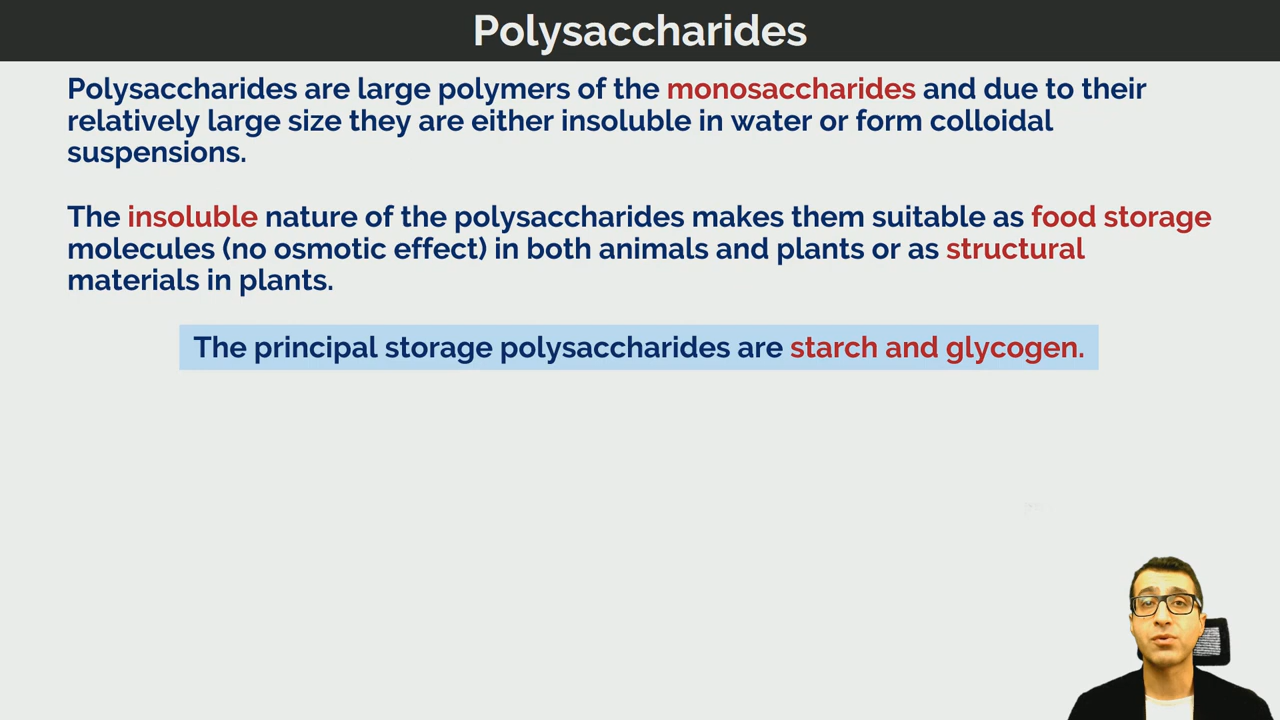 Polysaccharides
Polysaccharides are large polymers of the monosaccharides and due to their
relatively large size they are either insoluble in water or form colloidal
suspensions.
The insoluble nature of the polysaccharides makes them suitable as food storage
molecules (no osmotic effect) in both animals and plants or as structural
materials in plants.
The principal storage polysaccharides are starch and glycogen.